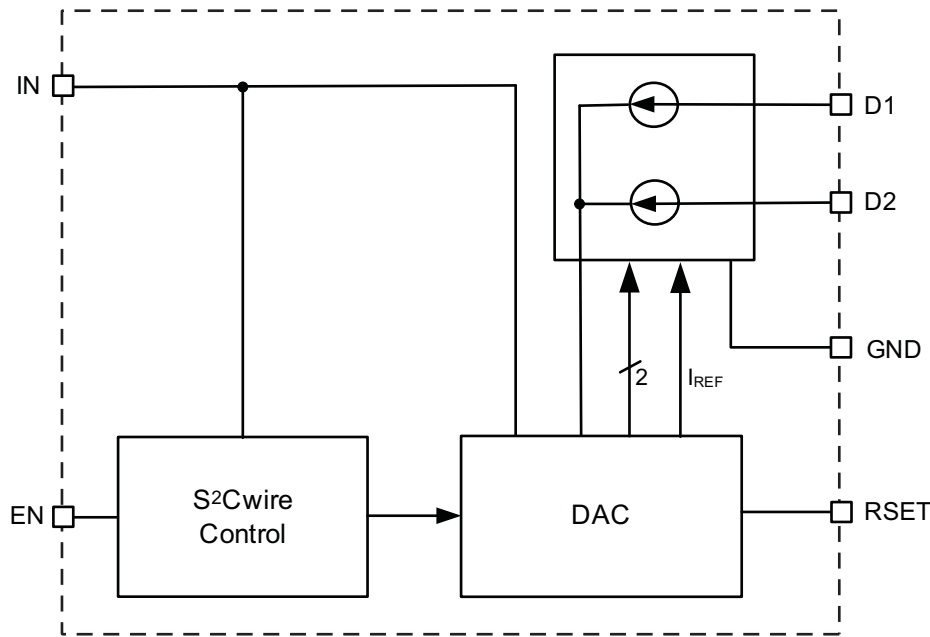 IN
D1
D2
GND
2
IREF
EN
S²Cwire
Control
DAC
RSET